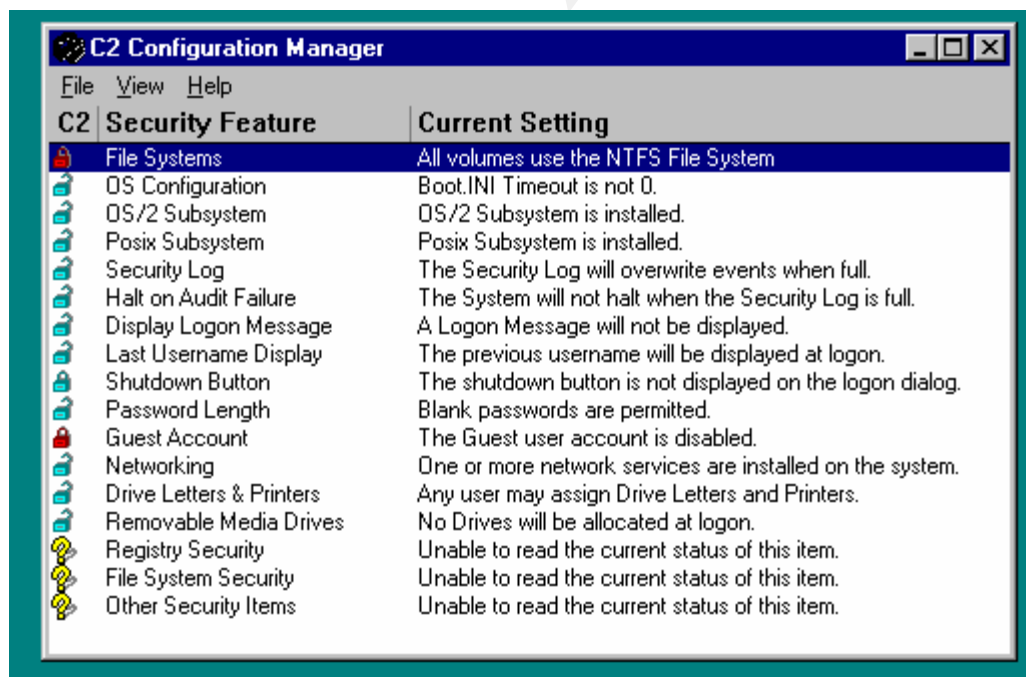 C2 Configuration Manager
File View Help
C2 Security Feature Current Setting
File Systems All volumes use the NTFS File System
OS Configuration Boot.INI Timeout is not 0.
OS/2 Subsystem OS/2 Subsystem is installed.
Posix Subsystem Posix Subsystem is installed.
Security Log The Security Log will overwrite events when full.
Halt on Audit Failure The System will not halt when the Security Log is full.
Display Logon Message A Logon Message will not be displayed.
Last Username Display The previous username will be displayed at logon.
Shutdown Button The shutdown button is not displayed on the logon dialog.
Password Length Blank passwords are permitted.
Guest Account The Guest user account is disabled.
Networking One or more network services are installed on the system.
Drive Letters & Printers Any user may assign Drive Letters and Printers.
Removable Media Drives No Drives will be allocated at logon.
Registry Security Unable to read the current status of this item.
File System Security Unable to read the current status of this item.
Other Security Items Unable to read the current status of this item.